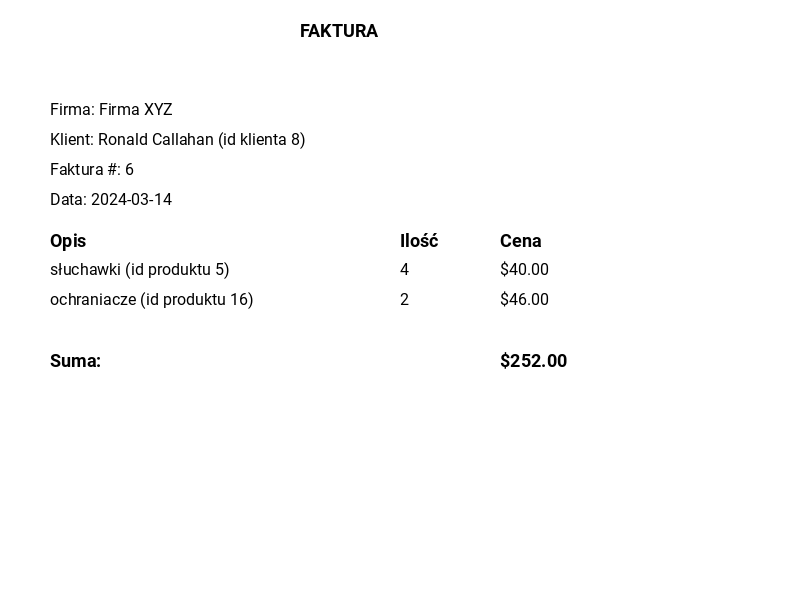 FAKTURA
Firma: Firma XYZ
Klient: Ronald Callahan (id klienta 8)
Faktura #: 6
Data: 2024-03-14
Opis Ilość Cena
słuchawki (id produktu 5) 4 $40.00
ochraniacze (id produktu 16) 2 $46.00
Suma: $252.00